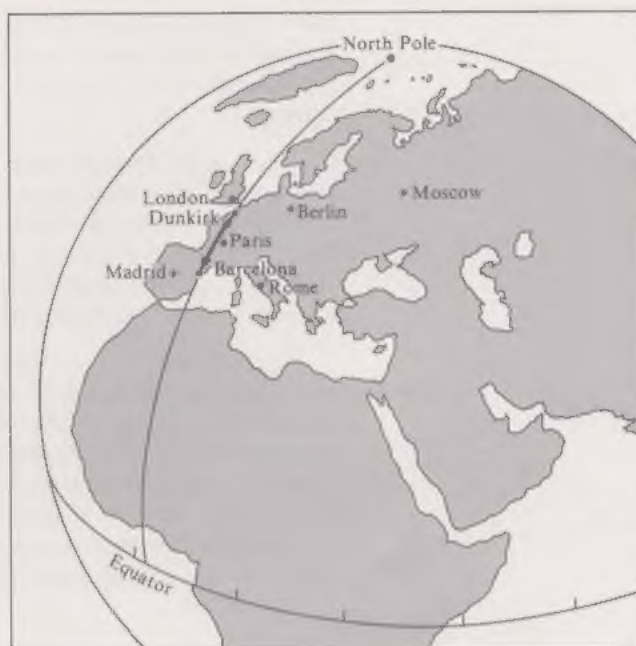 North Pole
London
Dunkirk
Moscow
Berlin
Paris
Madrid
Barcelona
Rome
Equator